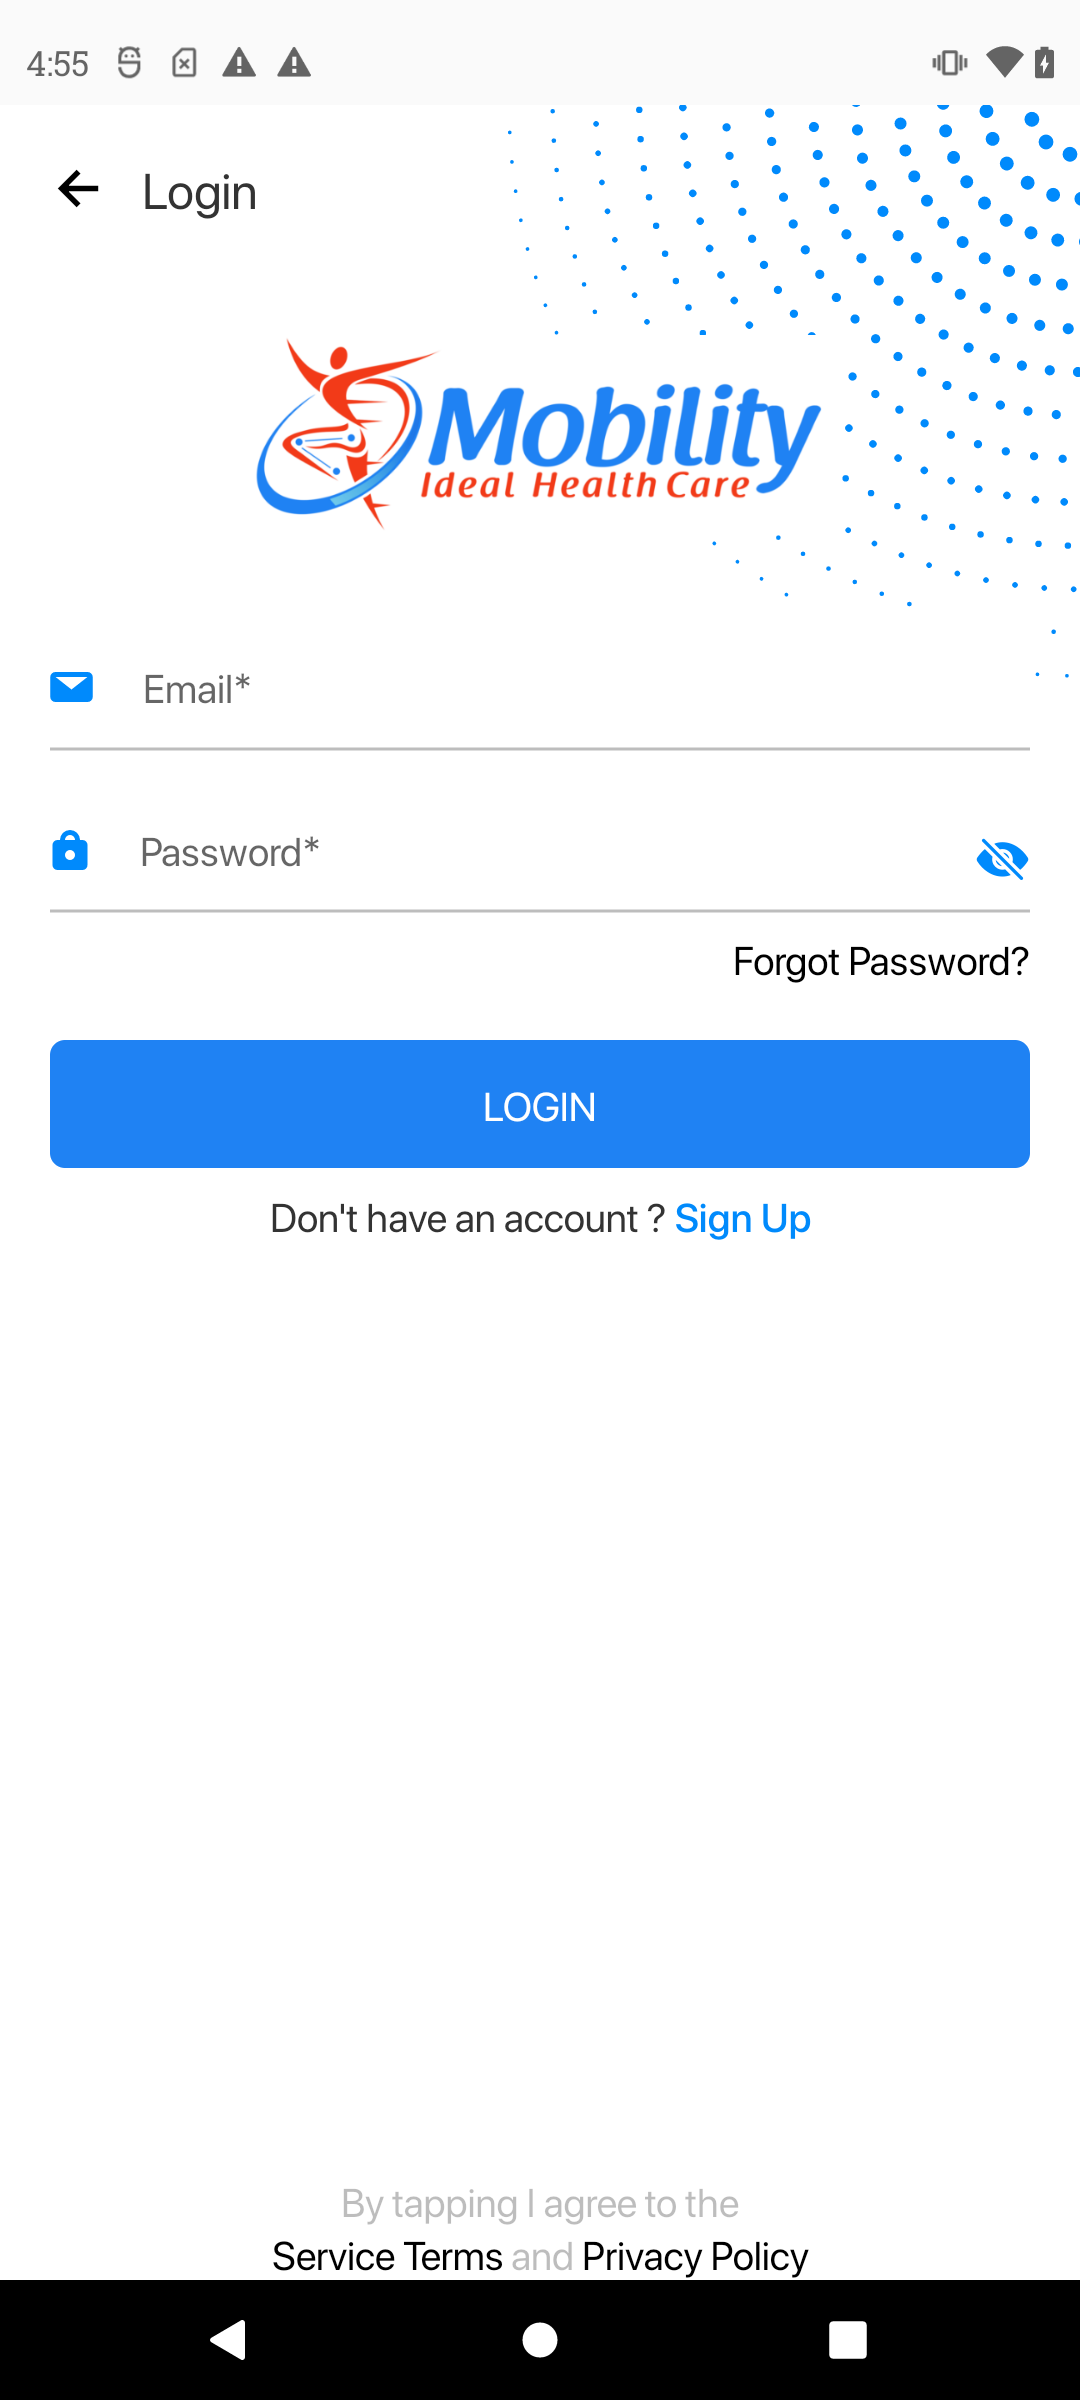 4:55
Login
Mobility
Ideal Health Care
Email*
Password*
Forgot Password?
LOGIN
Don't have an account ? Sign Up
By tapping I agree to the
Service Terms and Privacy Policy